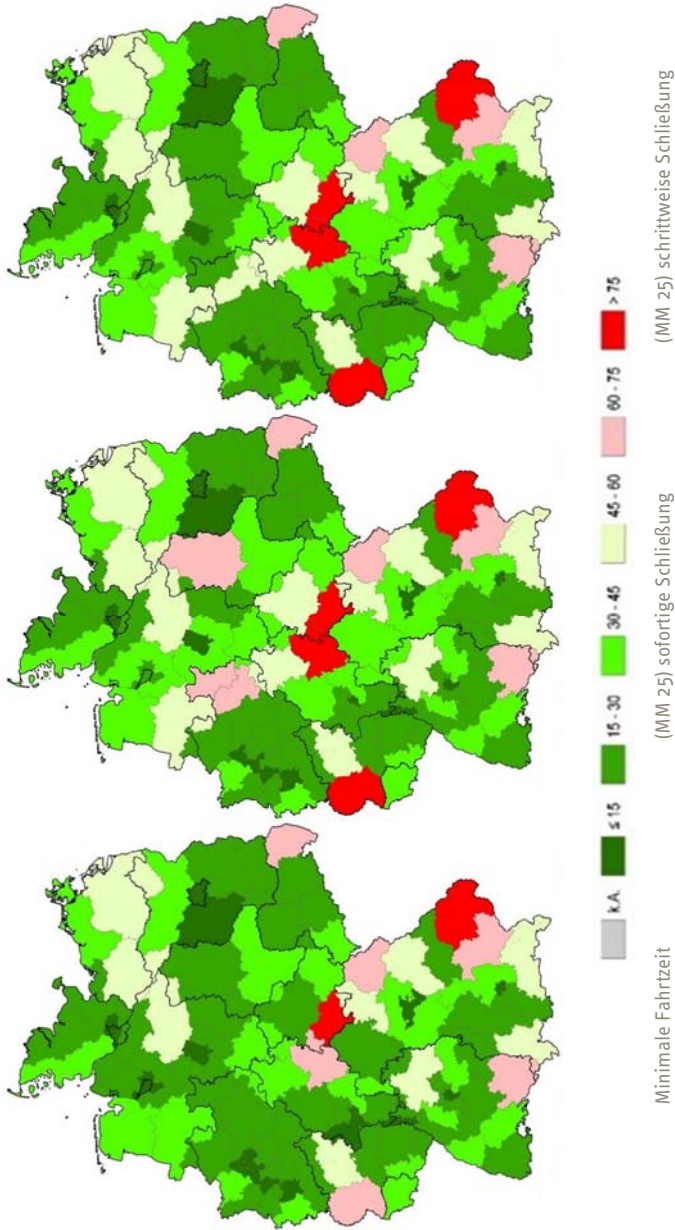 Minimale Fahrtzeit
(MM 25) sofortige Schließung
(MM 25) schrittweise Schließung
k.A.
≤ 15
15 - 30
30 - 45
45 - 60
60 - 75
> 75